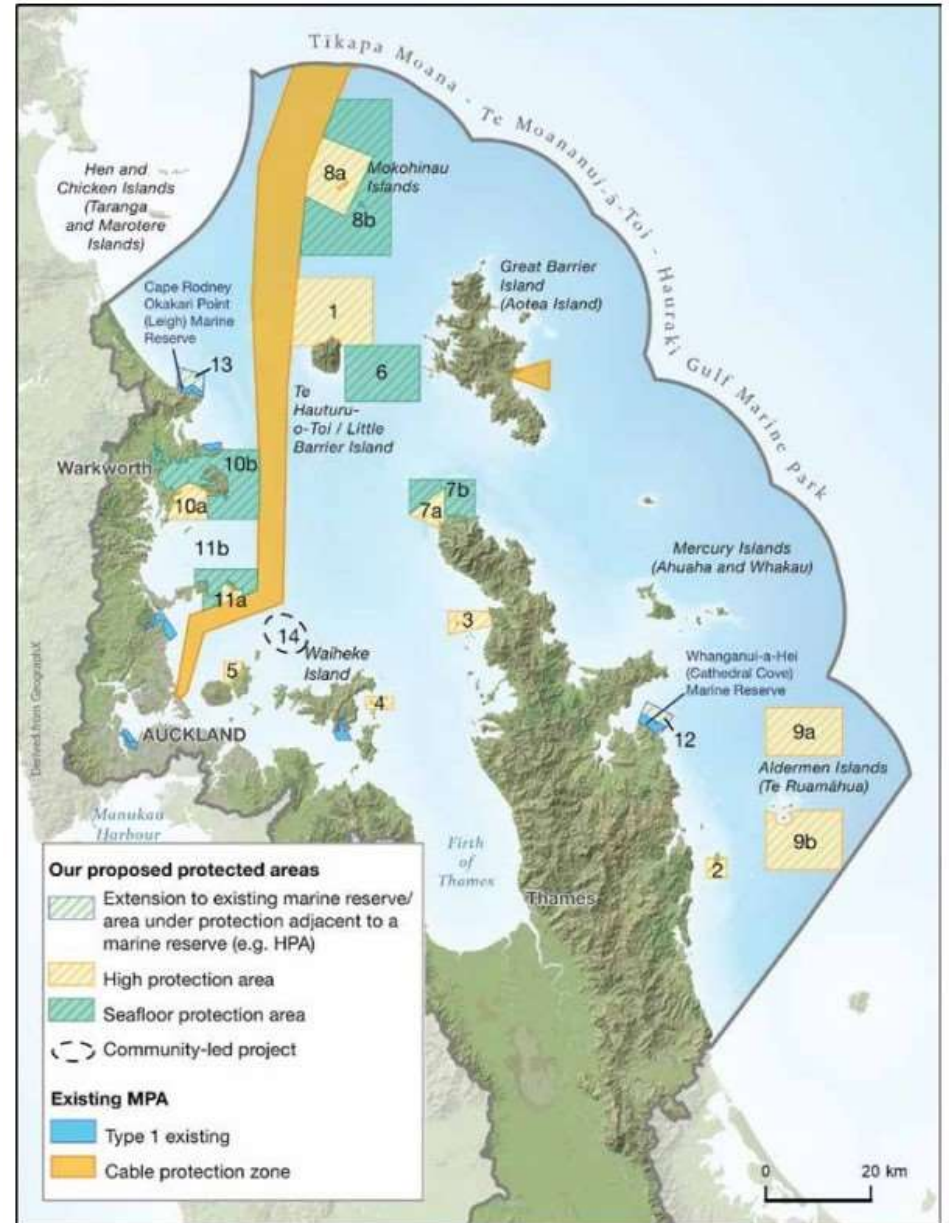 Tīkapa Moana - Te Moananui-ā-Toi - Hauraki Gulf Marine Park
Hen and
Chicken Islands
(Taranga
and Marotere
Islands)
8a
Mokohinau
Islands
8b
Great Barrier
Island
(Aotea Island)
Cape Rodney
Okakari Point
(Leigh) Marine
Reserve
13
1
6
Te
Hauturu-
o-Toi / Little
Barrier Island
Warkworth
10b
10a
7b
7a
11b
Mercury Islands
(Ahuaha and Whakau)
11a
3
14
Waiheke
Island
Whanganui-a-Hei
(Cathedral Cove)
Marine Reserve
5
4
12
AUCKLAND
9a
Aldermen Islands
(Te Ruamāhua)
9b
Derived from GeographX
Manukau
Harbour
Firth
of
Thames
2
Thames
Our proposed protected areas
Extension to existing marine reserve/
area under protection adjacent to a
marine reserve (e.g. HPA)
High protection area
Seafloor protection area
Community-led project
Existing MPA
Type 1 existing
Cable protection zone
0 20 km